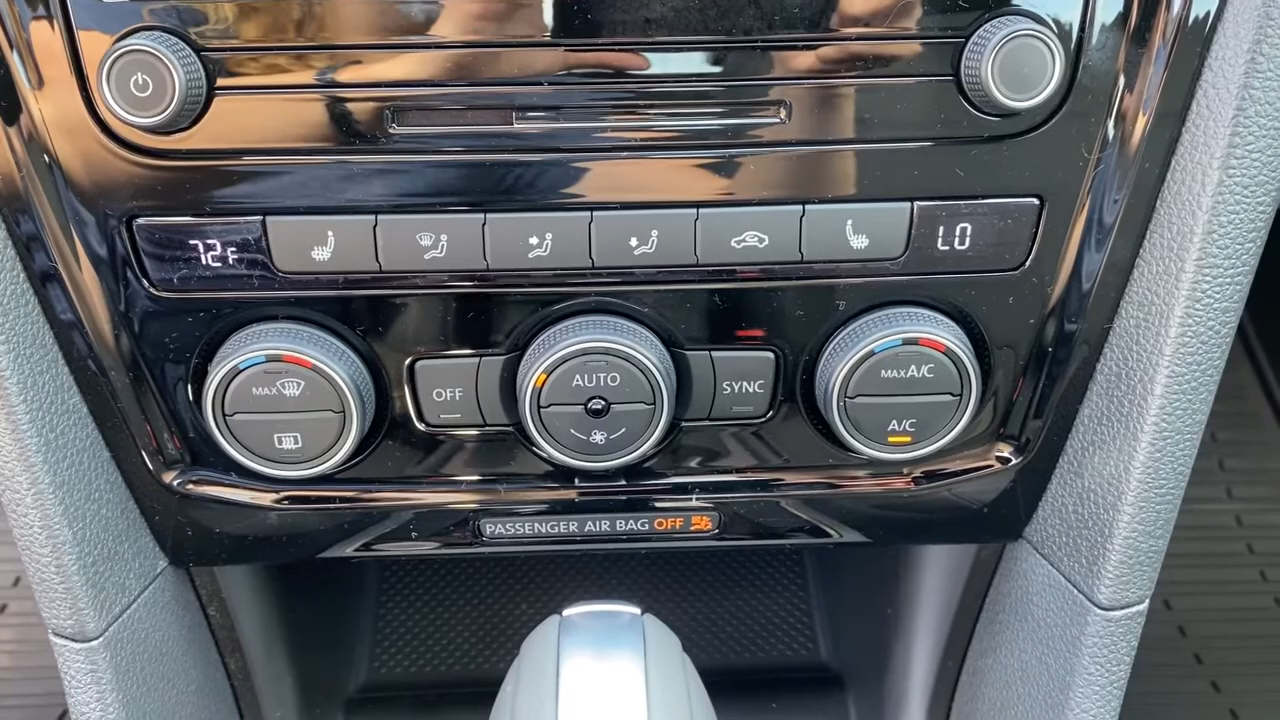 72F
LO
MAX
OFF
AUTO
SYNC
MAX A/C
A/C
PASSENGER AIR BAG OFF